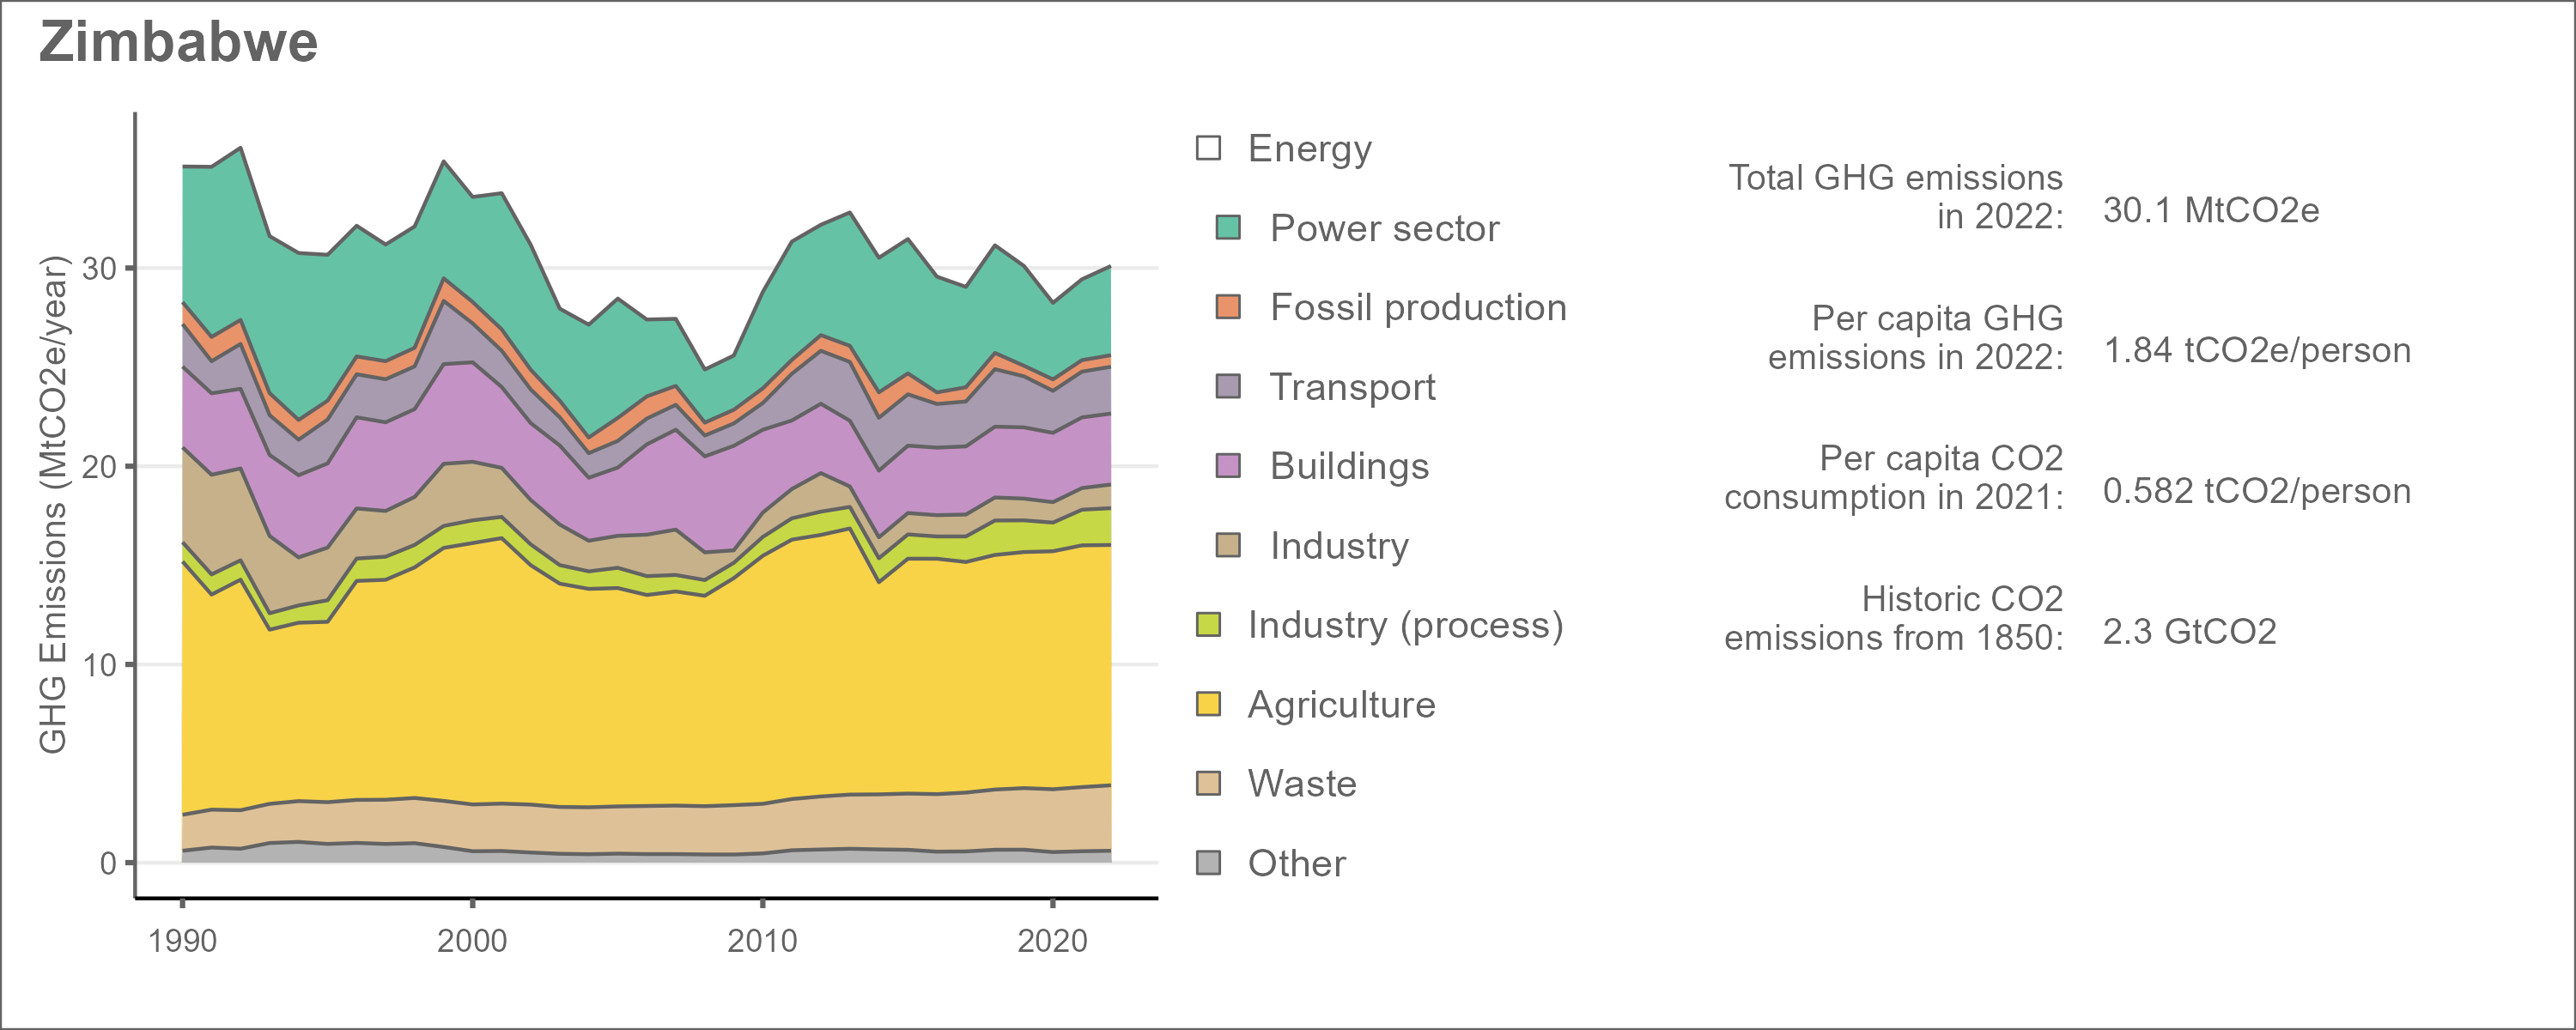 Zimbabwe
GHG Emissions (MtCO2e/year)
30
20
10
0
1990
2000
2010
2020
Energy
Power sector
Fossil production
Transport
Buildings
Industry
Industry (process)
Agriculture
Waste
Other
Total GHG emissions
in 2022:
30.1 MtCO2e
Per capita GHG
emissions in 2022:
1.84 tCO2e/person
Per capita CO2
consumption in 2021:
0.582 tCO2/person
Historic CO2
emissions from 1850:
2.3 GtCO2